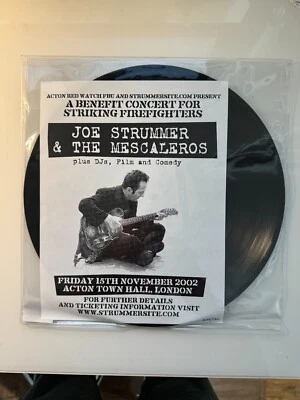 ACTON RED WATCH FBU AND STRUMMERSITE.COM PRESENT
A BENEFIT CONCERT FOR
STRIKING FIREFIGHTERS
JOE STRUMMER
& THE MESCALEROS
plus DJs, Film and Comedy
FRIDAY 15TH NOVEMBER 2002
ACTON TOWN HALL, LONDON
FOR FURTHER DETAILS
AND TICKETING INFORMATION VISIT
WWW.STRUMMERSITE.COM